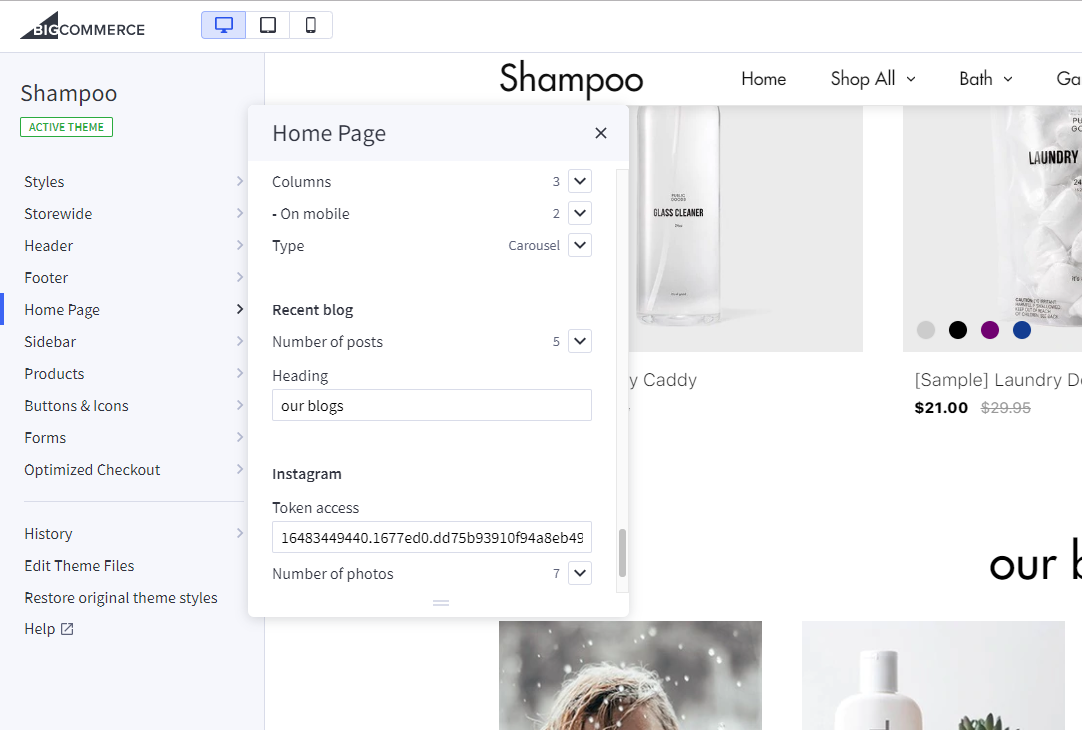 BIGCOMMERCE
Shampoo
ACTIVE THEME
Styles
Storewide
Header
Footer
Home Page
Sidebar
Products
Buttons & Icons
Forms
Optimized Checkout
History
Edit Theme Files
Restore original theme styles
Help
Home Page
Columns 3
- On mobile 2
Type Carousel
Recent blog
Number of posts 5
Heading
our blogs
Instagram
Token access
16483449440.1677ed0.dd75b93910f94a8eb49
Number of photos 7
Shampoo Home Shop All Bath Ga
PUBLIC
GOODS
GLASS CLEANER
LAUNDRY
y Caddy
[Sample] Laundry De
$21.00 $29.95
our b